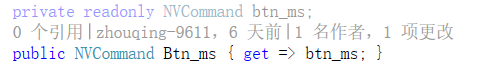 private readonly NVCommand btn_ms;
0 个引用|zhouqing-9611，6 天前|1 名作者，1 项更改
public NVCommand Btn_ms { get => btn_ms; }